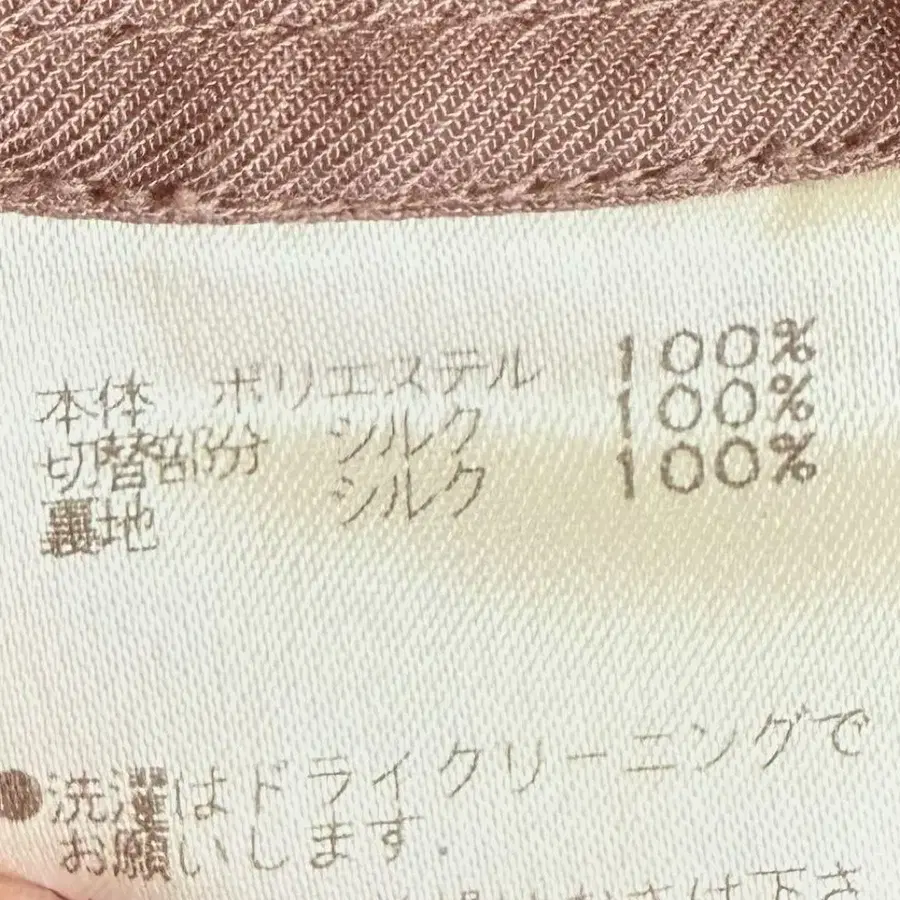 本体 ポリエステル 100%
切替部分 シルク 100%
裏地 シルク 100%
●洗濯はドライクリーニングで
お願いします.